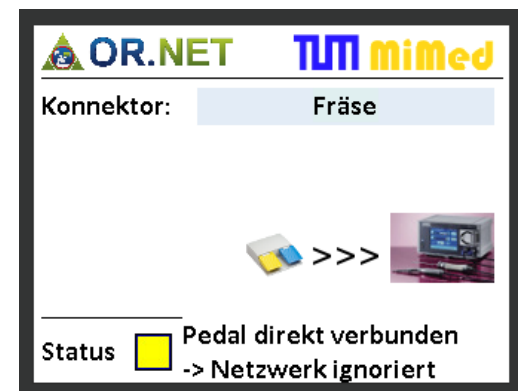 OR.NET TUM MiMed
Konnektor: Fräse
>>>
Status Pedal direkt verbunden
-> Netzwerk ignoriert